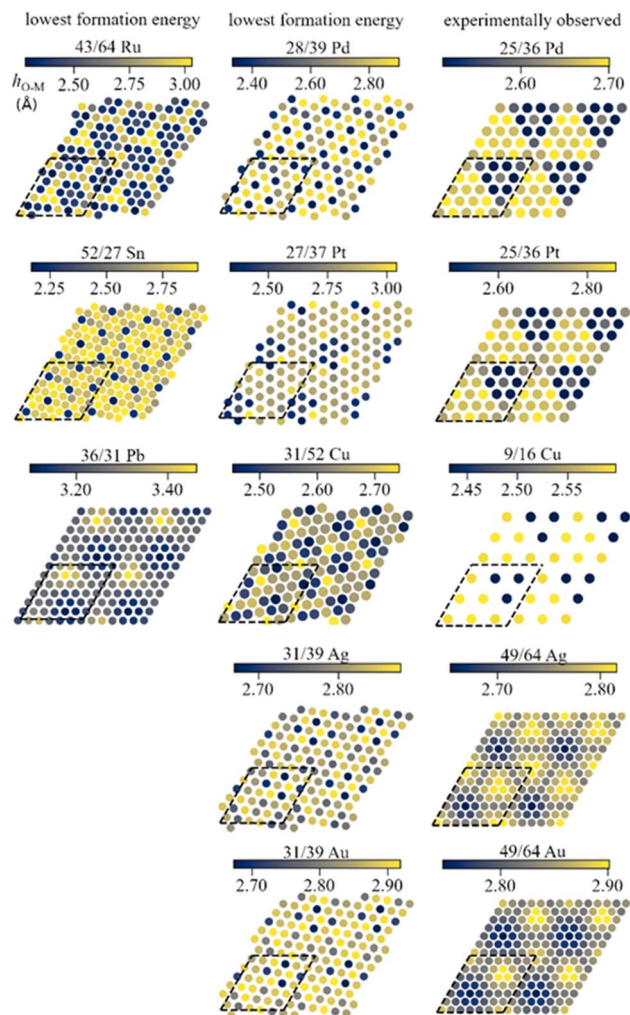 lowest formation energy lowest formation energy experimentally observed
43/64 Ru 28/39 Pd 25/36 Pd
h_O-M (Å) 2.50 2.75 3.00 2.40 2.60 2.80 2.60 2.70
52/27 Sn 27/37 Pt 25/36 Pt
2.25 2.50 2.75 2.50 2.75 3.00 2.60 2.80
36/31 Pb 31/52 Cu 9/16 Cu
3.20 3.40 2.50 2.60 2.70 2.45 2.50 2.55
31/39 Ag 49/64 Ag
2.70 2.80 2.70 2.80
31/39 Au 49/64 Au
2.70 2.80 2.90 2.80 2.90